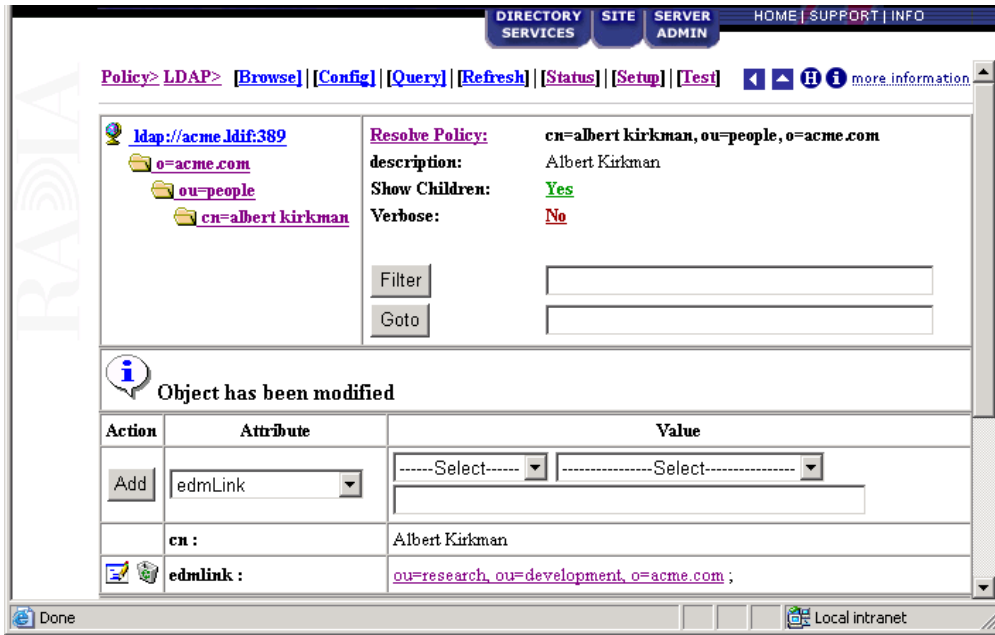 DIRECTORY SERVICES SITE SERVER ADMIN HOME | SUPPORT | INFO
Policy> LDAP> [Browse] | [Config] | [Query] | [Refresh] | [Status] | [Setup] | [Test] H i more information
RADIA
ldap://acme.ldif:389
o=acme.com
ou=people
cn=albert kirkman
Resolve Policy: cn=albert kirkman, ou=people, o=acme.com
description: Albert Kirkman
Show Children: Yes
Verbose: No
Filter
Goto
Object has been modified
Action Attribute Value
Add edmLink ------Select------ ----------------Select----------------
cn : Albert Kirkman
edmlink : ou=research, ou=development, o=acme.com ;
Done Local intranet